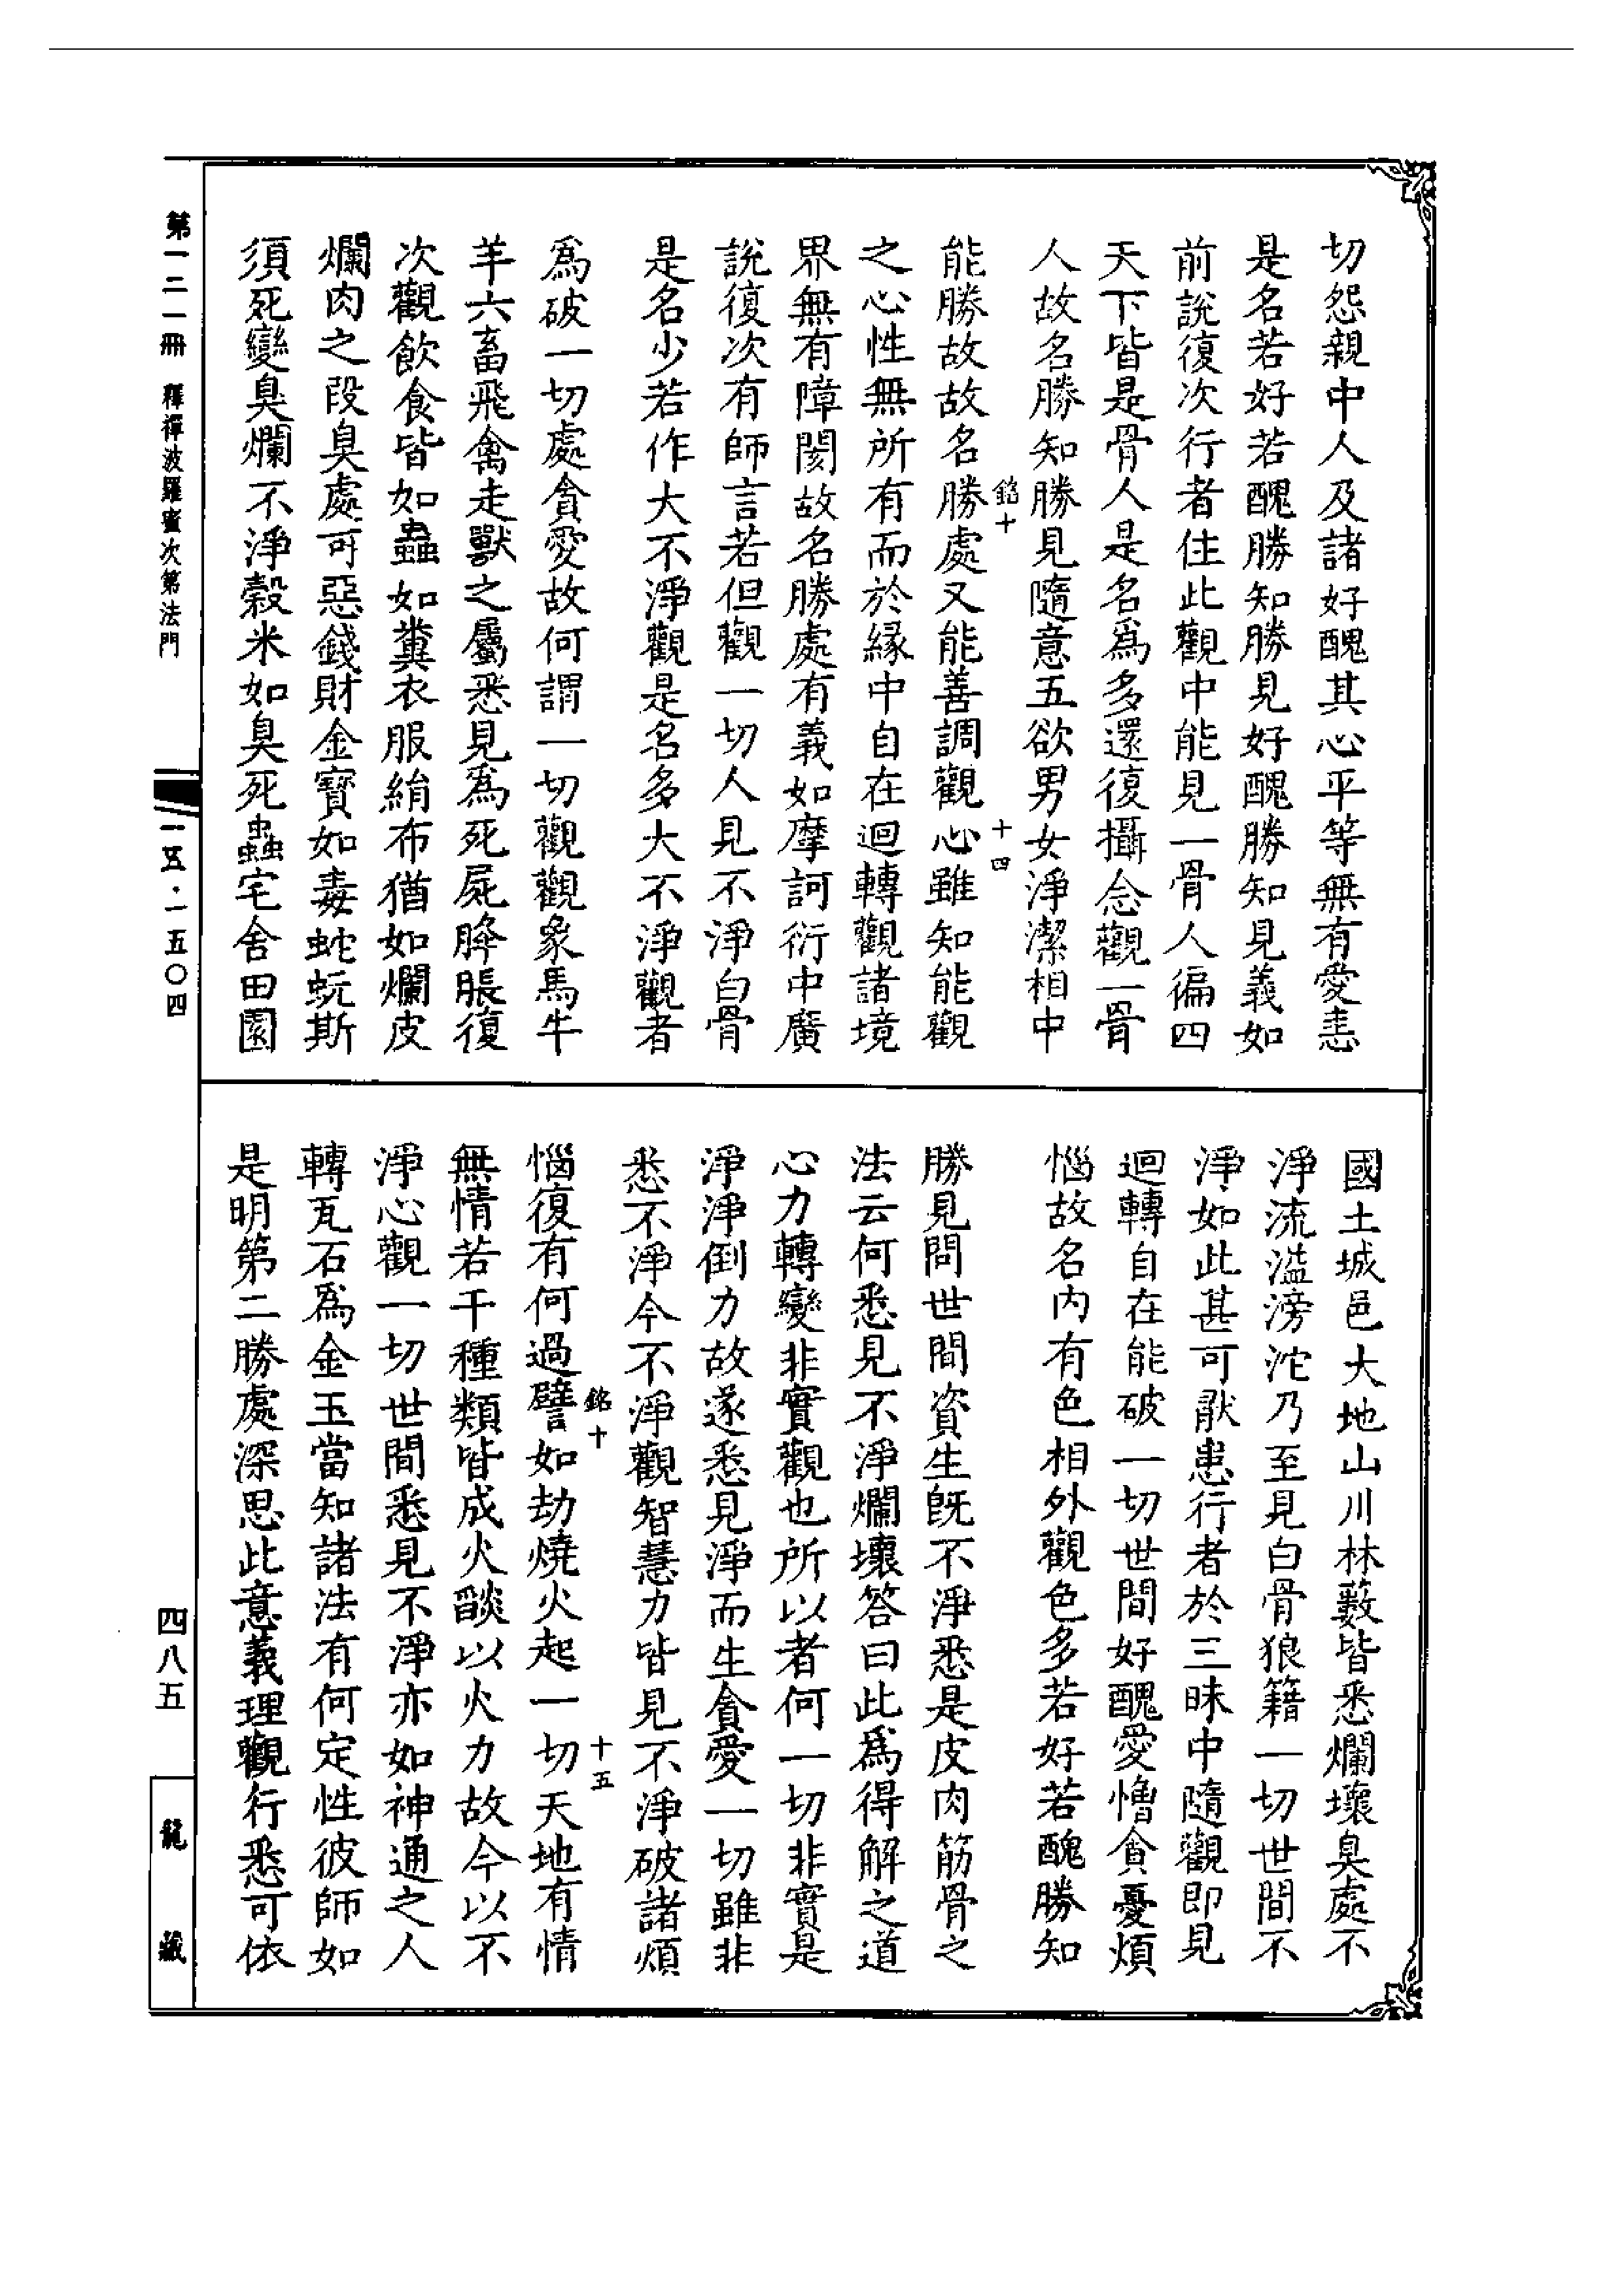 切怨親中人及諸好醜其心平等無有愛恚
是名若好若醜勝知勝見好醜勝知見義如
前說復次行者住此觀中能見一骨人徧四
天下皆是骨人是名爲多還復攝念觀一骨
人故名勝知勝見隨意五欲男女淨潔相中
銘十
十四
能勝故故名勝處又能善調觀心雖知能觀
之心性無所有而於緣中自在迴轉觀諸境
界無有障閡故名勝處有義如摩訶衍中廣
說復次有師言若但觀一切人見不淨白骨
是名少若作大不淨觀是名多大不淨觀者
爲破一切處貪愛故何謂一切觀觀象馬牛
羊六畜飛禽走獸之屬悉見爲死屍膖脹復
次觀飲食皆如蟲如糞衣服絹布猶如爛皮
爛肉之段臭處可惡錢財金寶如毒蛇蚖斯
須死變臭爛不淨穀米如臭死蟲宅舍田園
國土城邑大地山川林藪皆悉爛壞臭處不
淨流溢滂沱乃至見白骨狼籍一切世間不
淨如此甚可猒患行者於三昧中隨觀即見
迴轉自在能破一切世間好醜愛憎貪憂煩
惱故名內有色相外觀色多若好若醜勝知
勝見問世間資生旣不淨悉是皮肉筋骨之
法云何悉見不淨爛壞答曰此爲得解之道
心力轉變非實觀也所以者何一切非實是
淨淨倒力故遂悉見淨而生貪愛一切雖非
悉不淨今不淨觀智慧力皆見不淨破諸煩
銘十
十五
惱復有何過譬如劫燒火起一切天地有情
無情若干種類皆成火燄以火力故今以不
淨心觀一切世間悉見不淨亦如神通之人
轉瓦石爲金玉當知諸法有何定性彼師如
是明第二勝處深思此意義理觀行悉可依
第一二一冊 釋禪波羅蜜次第法門
一五·一五〇四
四八五
龍藏